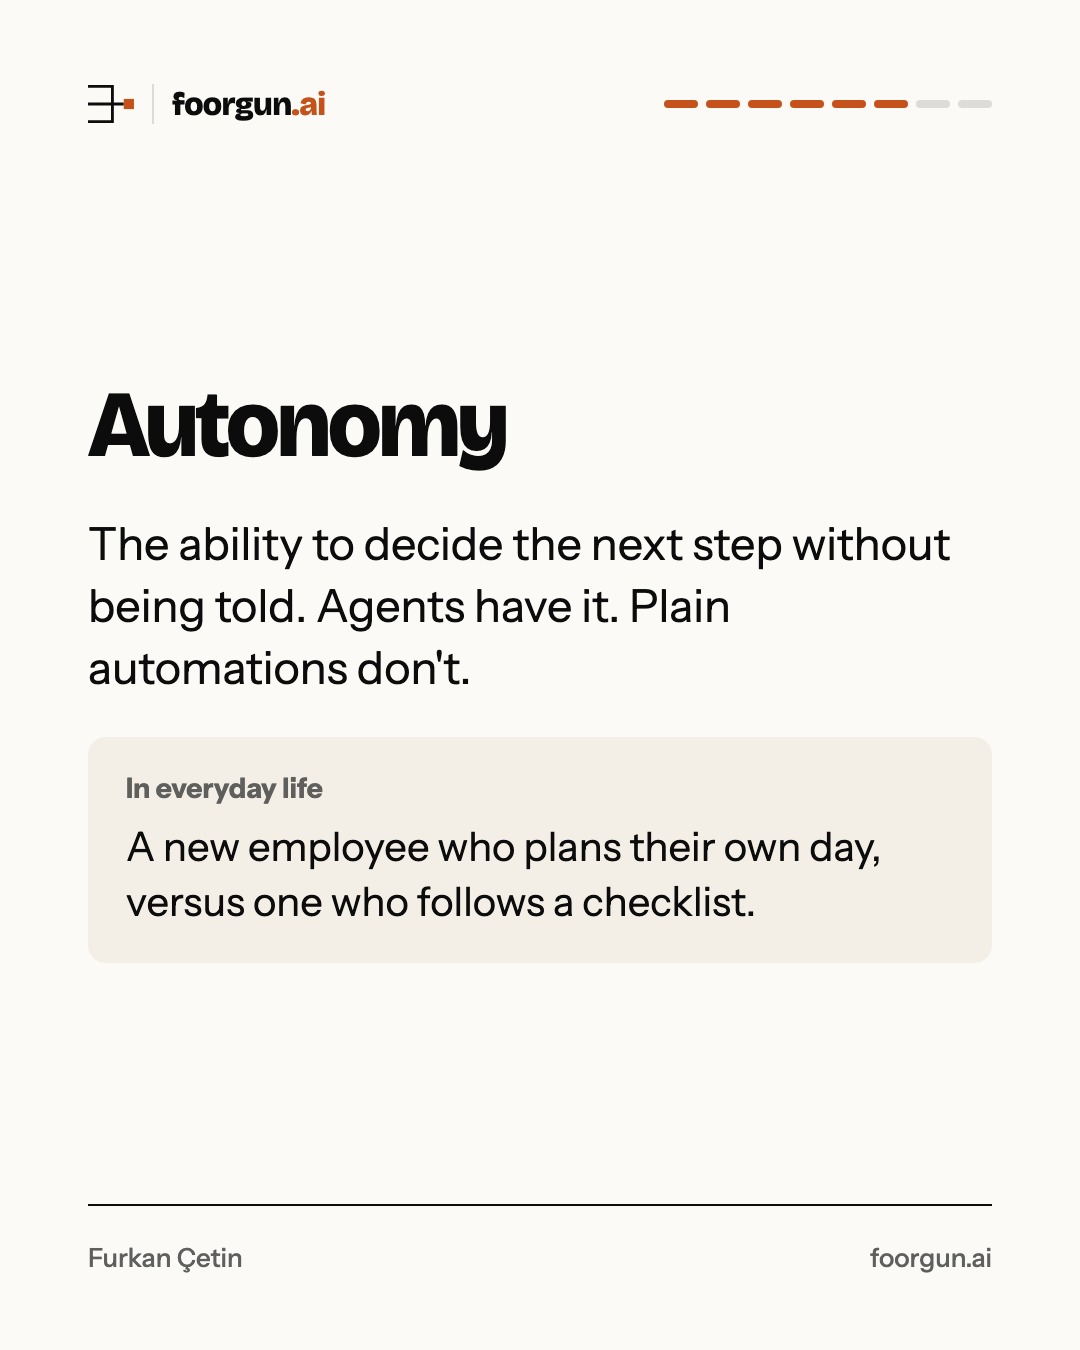 foorgun.ai
Autonomy
The ability to decide the next step without
being told. Agents have it. Plain
automations don't.
In everyday life
A new employee who plans their own day,
versus one who follows a checklist.
Furkan Çetin
foorgun.ai